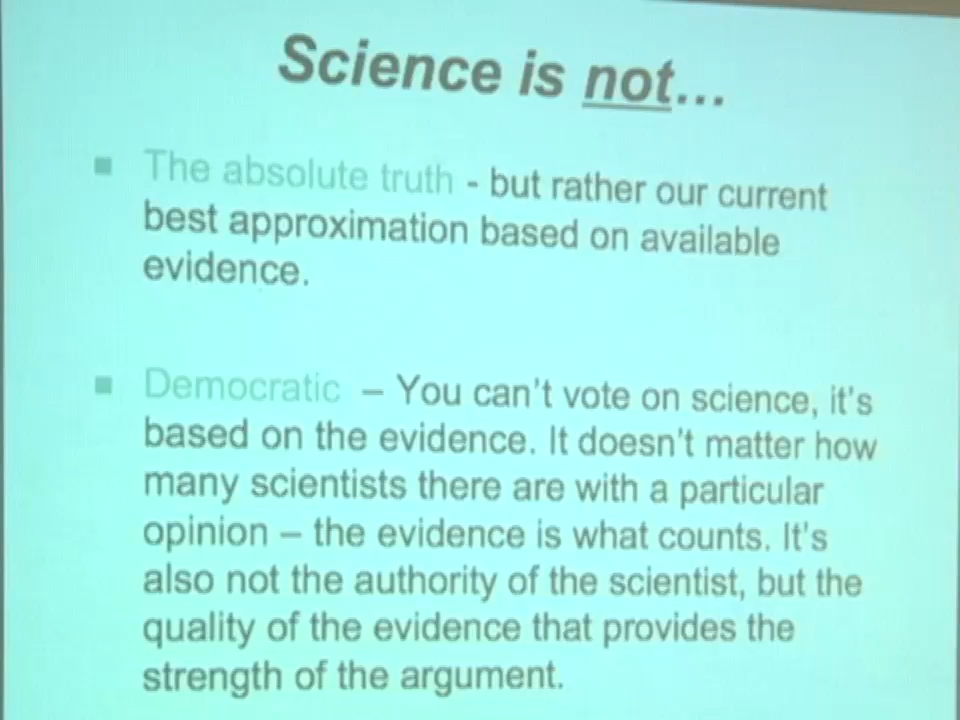 Science is not...
■ The absolute truth - but rather our current
best approximation based on available
evidence.
■ Democratic – You can't vote on science, it's
based on the evidence. It doesn't matter how
many scientists there are with a particular
opinion – the evidence is what counts. It's
also not the authority of the scientist, but the
quality of the evidence that provides the
strength of the argument.